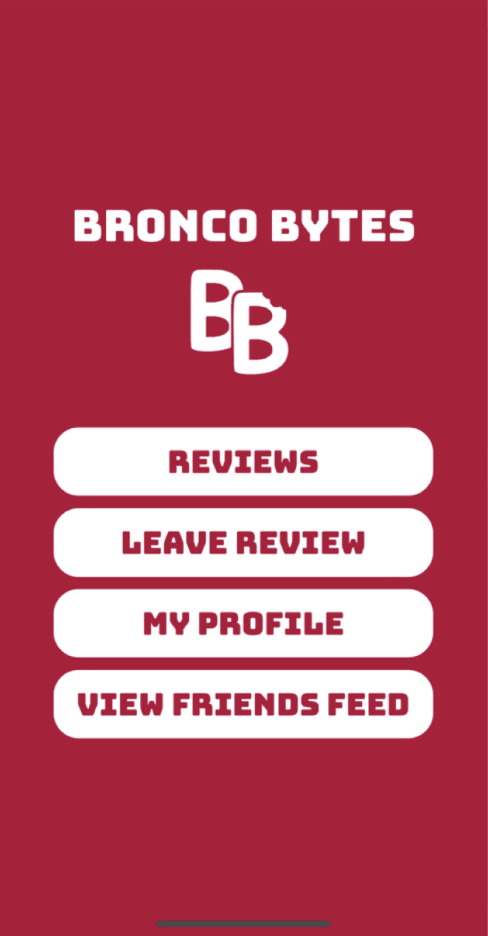 BRONCO BYTES
BB
REVIEWS
LEAVE REVIEW
MY PROFILE
VIEW FRIENDS FEED